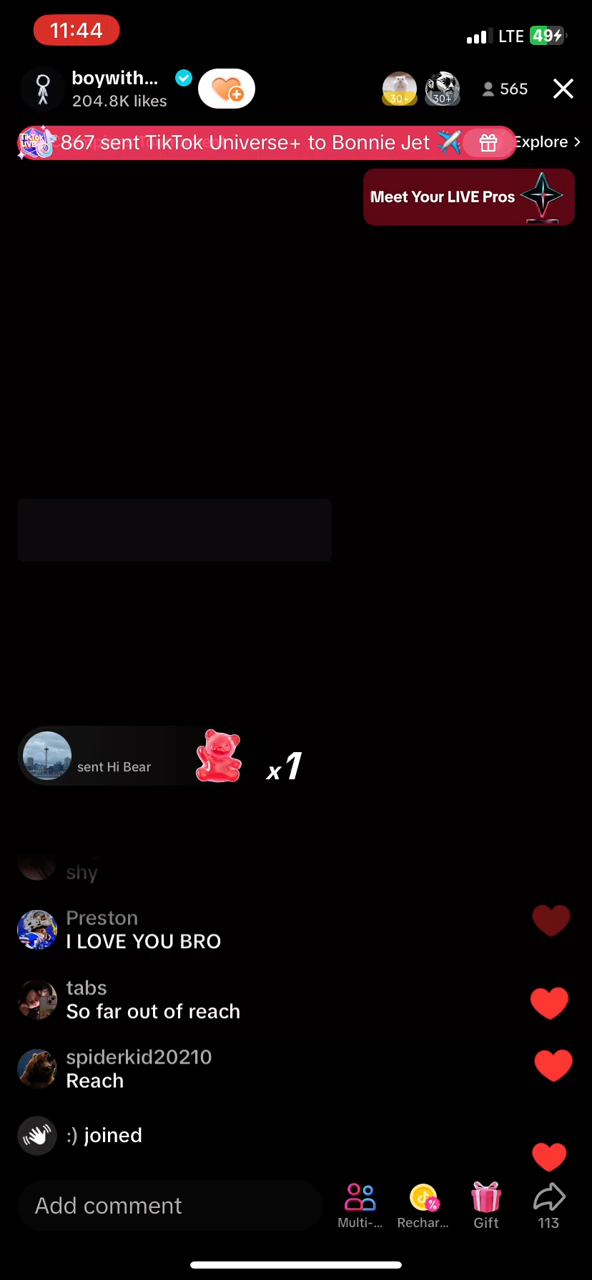 11:44
LTE 49
boywith...
204.8K likes
30+
30+
565
867 sent TikTok Universe+ to Bonnie Jet
Explore >
Meet Your LIVE Pros
sent Hi Bear
x1
shy
Preston
I LOVE YOU BRO
tabs
So far out of reach
spiderkid20210
Reach
:) joined
Add comment
Multi-...
Rechar...
Gift
113